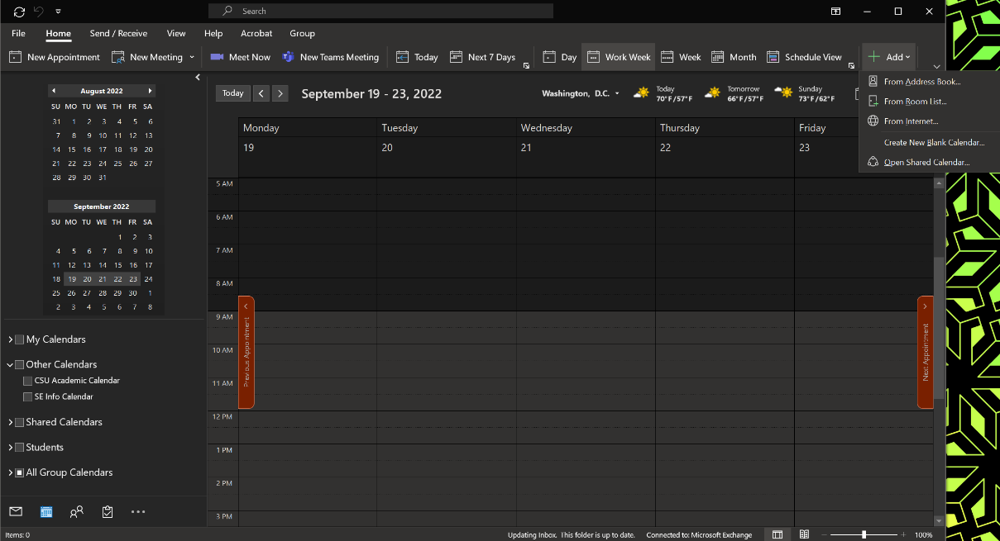 Search
File Home Send / Receive View Help Acrobat Group
New Appointment New Meeting Meet Now New Teams Meeting Today Next 7 Days Day Work Week Week Month Schedule View Add
From Address Book...
From Room List...
From Internet...
Create New Blank Calendar...
Open Shared Calendar...
August 2022
SU MO TU WE TH FR SA
31 1 2 3 4 5 6
7 8 9 10 11 12 13
14 15 16 17 18 19 20
21 22 23 24 25 26 27
28 29 30 31
September 2022
SU MO TU WE TH FR SA
1 2 3
4 5 6 7 8 9 10
11 12 13 14 15 16 17
18 19 20 21 22 23 24
25 26 27 28 29 30 1
2 3 4 5 6 7 8
My Calendars
Other Calendars
CSU Academic Calendar
SE Info Calendar
Shared Calendars
Students
All Group Calendars
Today September 19 - 23, 2022 Washington, D.C.
Today
70°F/57°F
Tomorrow
66°F/57°F
Sunday
73°F/62°F
Monday Tuesday Wednesday Thursday Friday
19 20 21 22 23
5 AM
6 AM
7 AM
8 AM
9 AM
10 AM
11 AM
12 PM
1 PM
2 PM
3 PM
Previous Appointment
Next Appointment
Items: 0 Updating Inbox. This folder is up to date. Connected to: Microsoft Exchange 100%